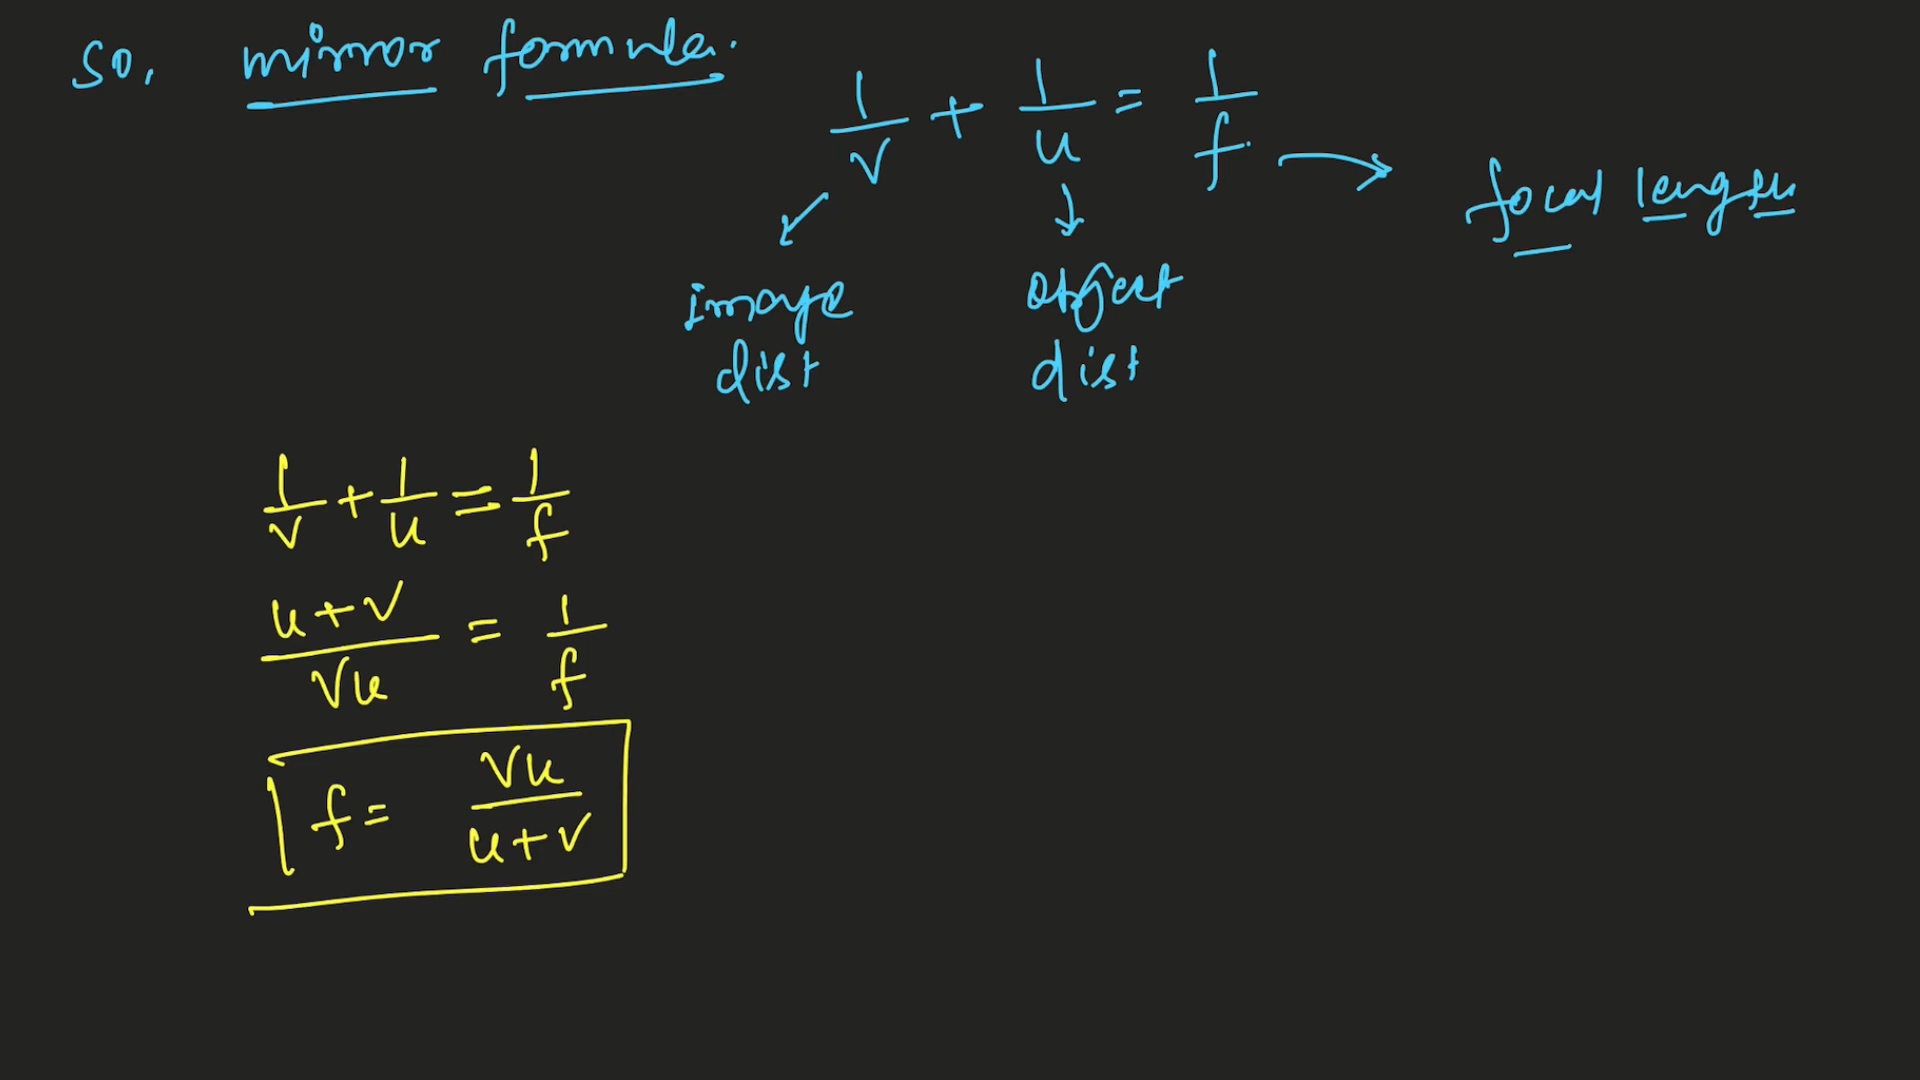 So, mirror formula.
1/v + 1/u = 1/f → focal length
image dist
object dist
1/v + 1/u = 1/f
u+v/vu = 1/f
f = vu/u+v